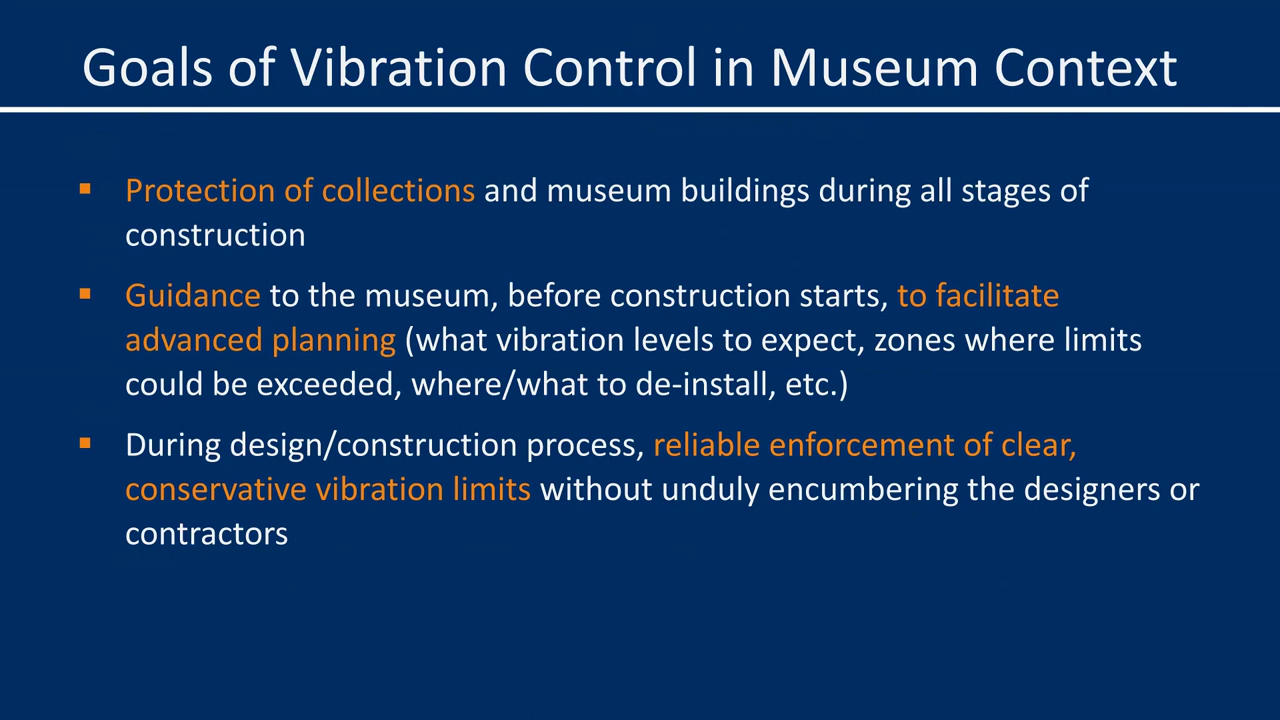 Goals of Vibration Control in Museum Context
▪ Protection of collections and museum buildings during all stages of
construction
▪ Guidance to the museum, before construction starts, to facilitate
advanced planning (what vibration levels to expect, zones where limits
could be exceeded, where/what to de-install, etc.)
▪ During design/construction process, reliable enforcement of clear,
conservative vibration limits without unduly encumbering the designers or
contractors